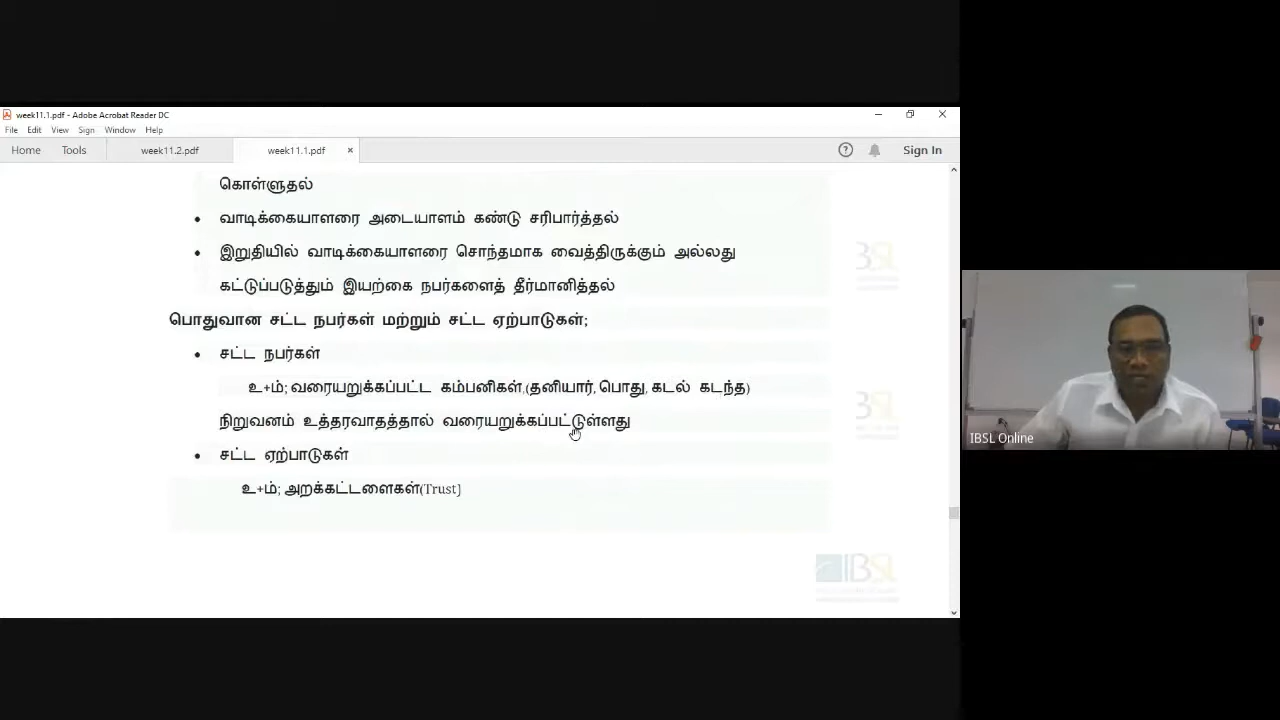 week11.1.pdf - Adobe Acrobat Reader DC
File Edit View Sign Window Help
Home Tools week11.2.pdf week11.1.pdf × Sign In
கொள்ளுதல்
• வாடிக்கையாளரை அடையாளம் கண்டு சரிபார்த்தல்
• இறுதியில் வாடிக்கையாளரை சொந்தமாக வைத்திருக்கும் அல்லது
கட்டுப்படுத்தும் இயற்கை நபர்களைத் தீர்மானித்தல்
பொதுவான சட்ட நபர்கள் மற்றும் சட்ட ஏற்பாடுகள்;
• சட்ட நபர்கள்
உ+ம்; வரையறுக்கப்பட்ட கம்பனிகள்,(தனியார், பொது, கடல் கடந்த)
நிறுவனம் உத்தரவாதத்தால் வரையறுக்கப்பட்டுள்ளது
• சட்ட ஏற்பாடுகள்
உ+ம்; அறக்கட்டளைகள்(Trust)
IBSL
IBSL Online